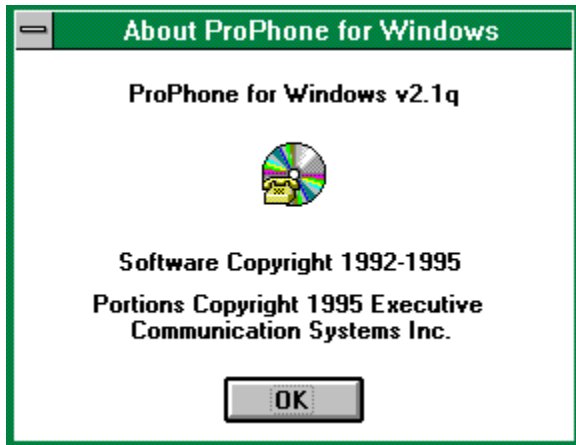 About ProPhone for Windows
ProPhone for Windows v2.1q
Software Copyright 1992-1995
Portions Copyright 1995 Executive
Communication Systems Inc.
OK